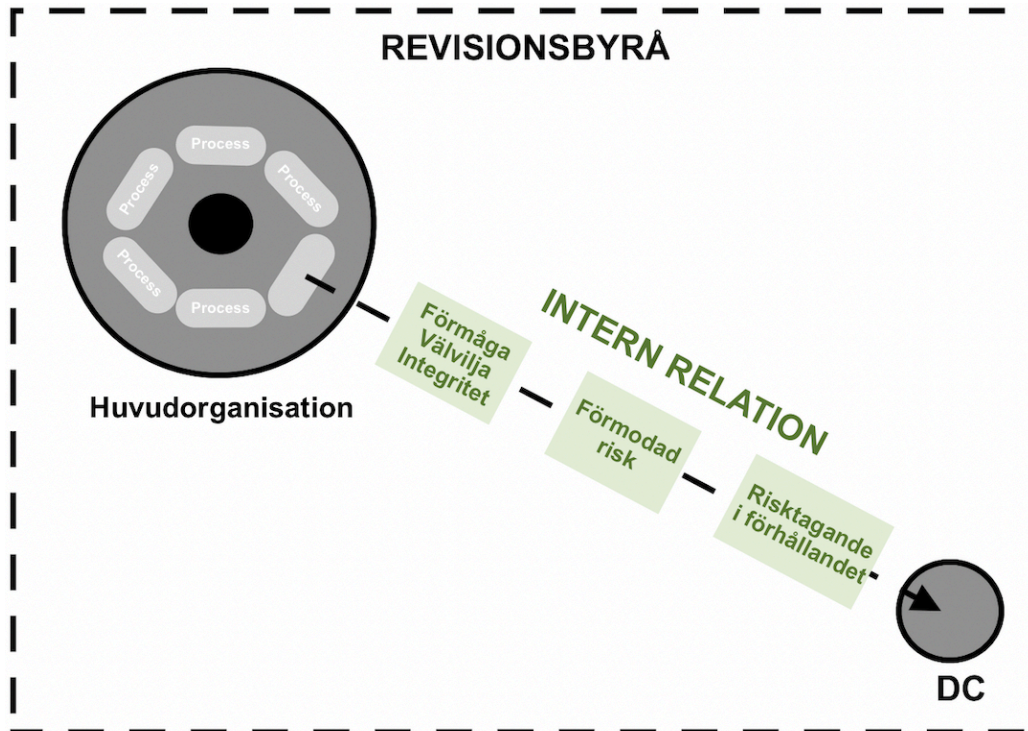 REVISIONSBYRÅ
Process
Process
Process
Process
Process
Huvudorganisation
Förmåga
Välvilja
Integritet
INTERN RELATION
Förmodad
risk
Risktagande
i förhållandet
DC